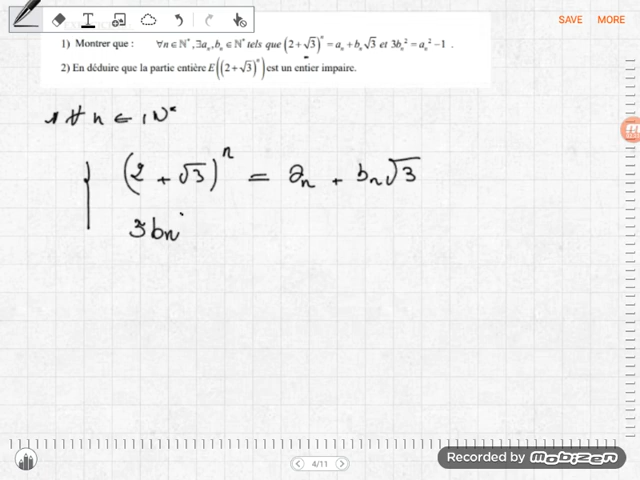 SAVE MORE
1) Montrer que : ∀n ∈ ℕ*, ∃aₙ, bₙ ∈ ℕ* tels que (2 + √3)ⁿ = aₙ + bₙ√3 et 3bₙ² = aₙ² − 1 .
2) En déduire que la partie entière E((2 + √3)ⁿ) est un entier impaire.
∀ n ∈ ℕ*
(2 + √3)ⁿ = aₙ + bₙ√3
3bₙ
4/11
Recorded by Mobizen